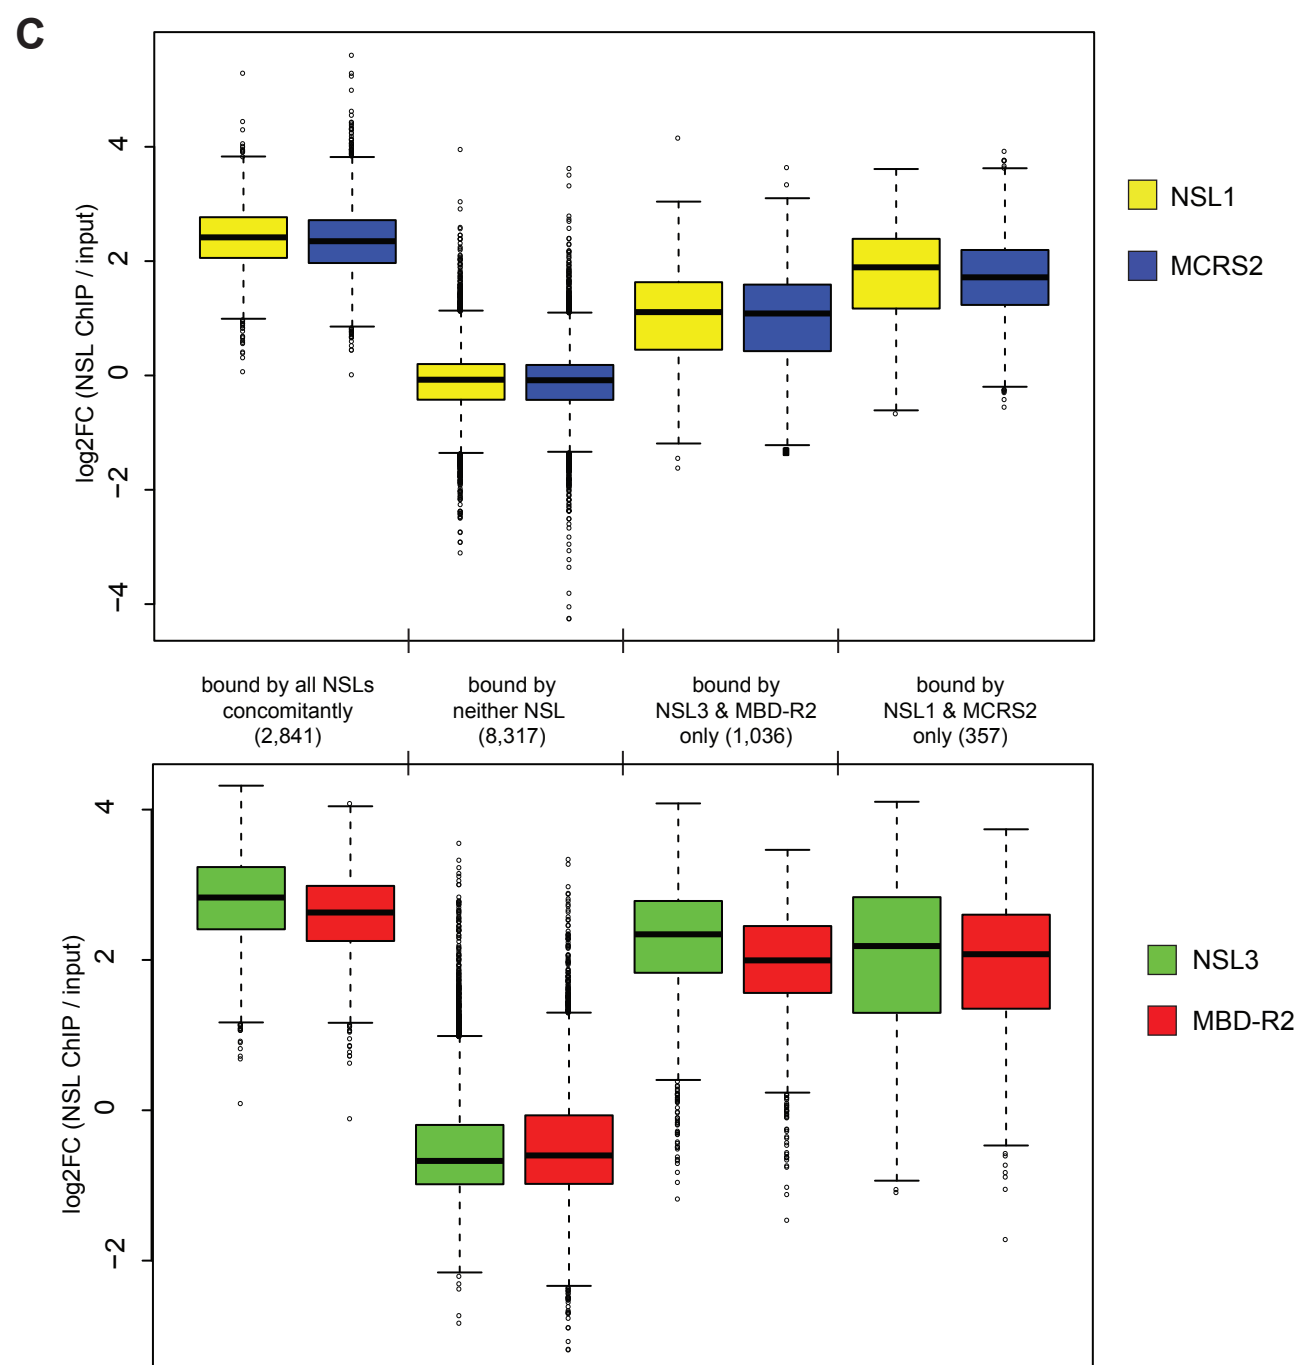 C
log2FC (NSL ChIP / input)
4
2
0
−2
−4
NSL1
MCRS2
bound by all NSLs
concomitantly
(2,841)
bound by
neither NSL
(8,317)
bound by
NSL3 & MBD-R2
only (1,036)
bound by
NSL1 & MCRS2
only (357)
log2FC (NSL ChIP / input)
4
2
0
−2
NSL3
MBD-R2